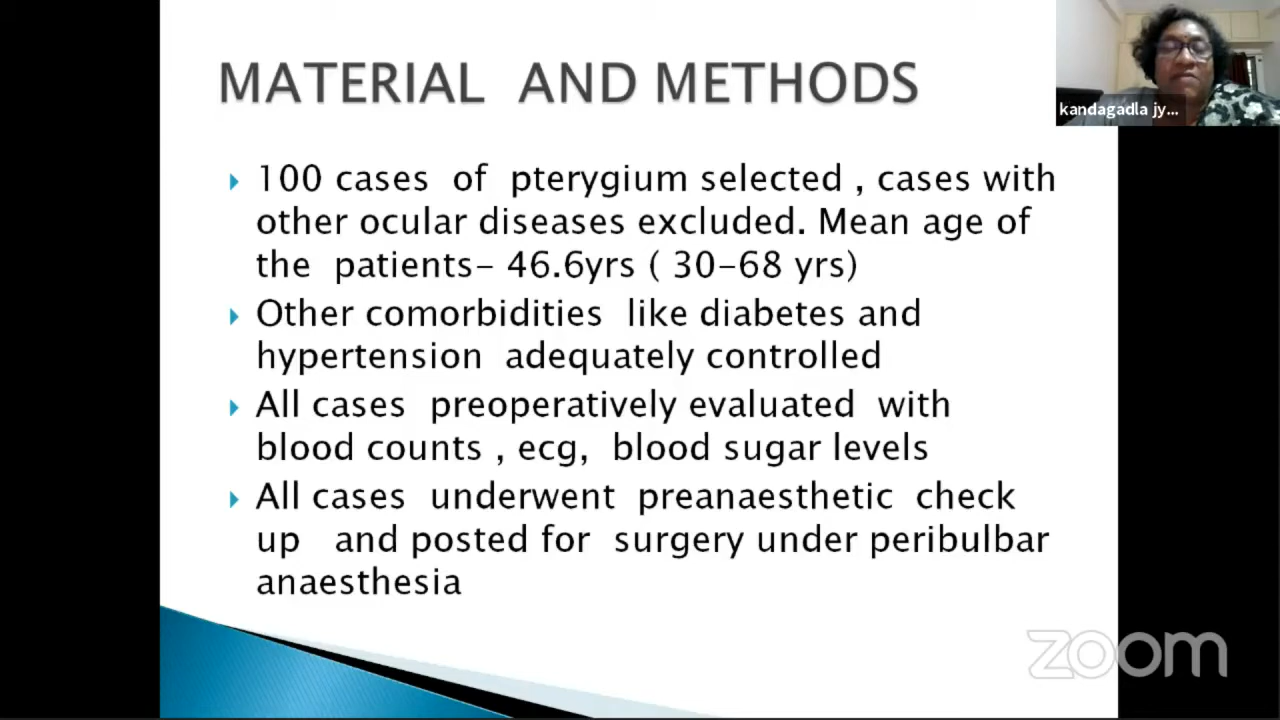 MATERIAL AND METHODS
kandagadla jy...
100 cases of pterygium selected , cases with
other ocular diseases excluded. Mean age of
the patients- 46.6yrs ( 30-68 yrs)
Other comorbidities like diabetes and
hypertension adequately controlled
All cases preoperatively evaluated with
blood counts , ecg, blood sugar levels
All cases underwent preanaesthetic check
up and posted for surgery under peribulbar
anaesthesia
zoom